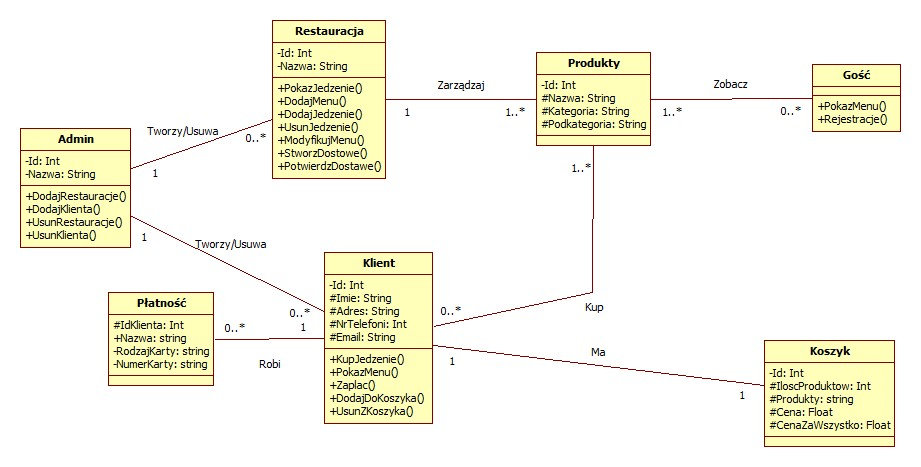 Restauracja
-Id: Int
-Nazwa: String
+PokazJedzenie()
+DodajMenu()
+DodajJedzenie()
+UsunJedzenie()
+ModyfikujMenu()
+StworzDostowe()
+PotwierdzDostawe()
Zarządzaj
1
1..*
Produkty
-Id: Int
#Nazwa: String
#Kategoria: String
#Podkategoria: String
Zobacz
1..*
0..*
Gość
+PokazMenu()
+Rejestracje()
Admin
-Id: Int
-Nazwa: String
+DodajRestauracje()
+DodajKlienta()
+UsunRestauracje()
+UsunKlienta()
Tworzy/Usuwa
0..*
1
Tworzy/Usuwa
1
0..*
1..*
Kup
0..*
Klient
-Id: Int
#Imie: String
#Adres: String
#NrTelefoni: Int
#Email: String
+KupJedzenie()
+PokazMenu()
+Zaplac()
+DodajDoKoszyka()
+UsunZKoszyka()
Płatność
#IdKlienta: Int
+Nazwa: string
-RodzajKarty: string
-NumerKarty: string
0..*
1
Robi
Ma
1
1
Koszyk
-Id: Int
#IloscProduktow: Int
#Produkty: string
#Cena: Float
#CenaZaWszystko: Float